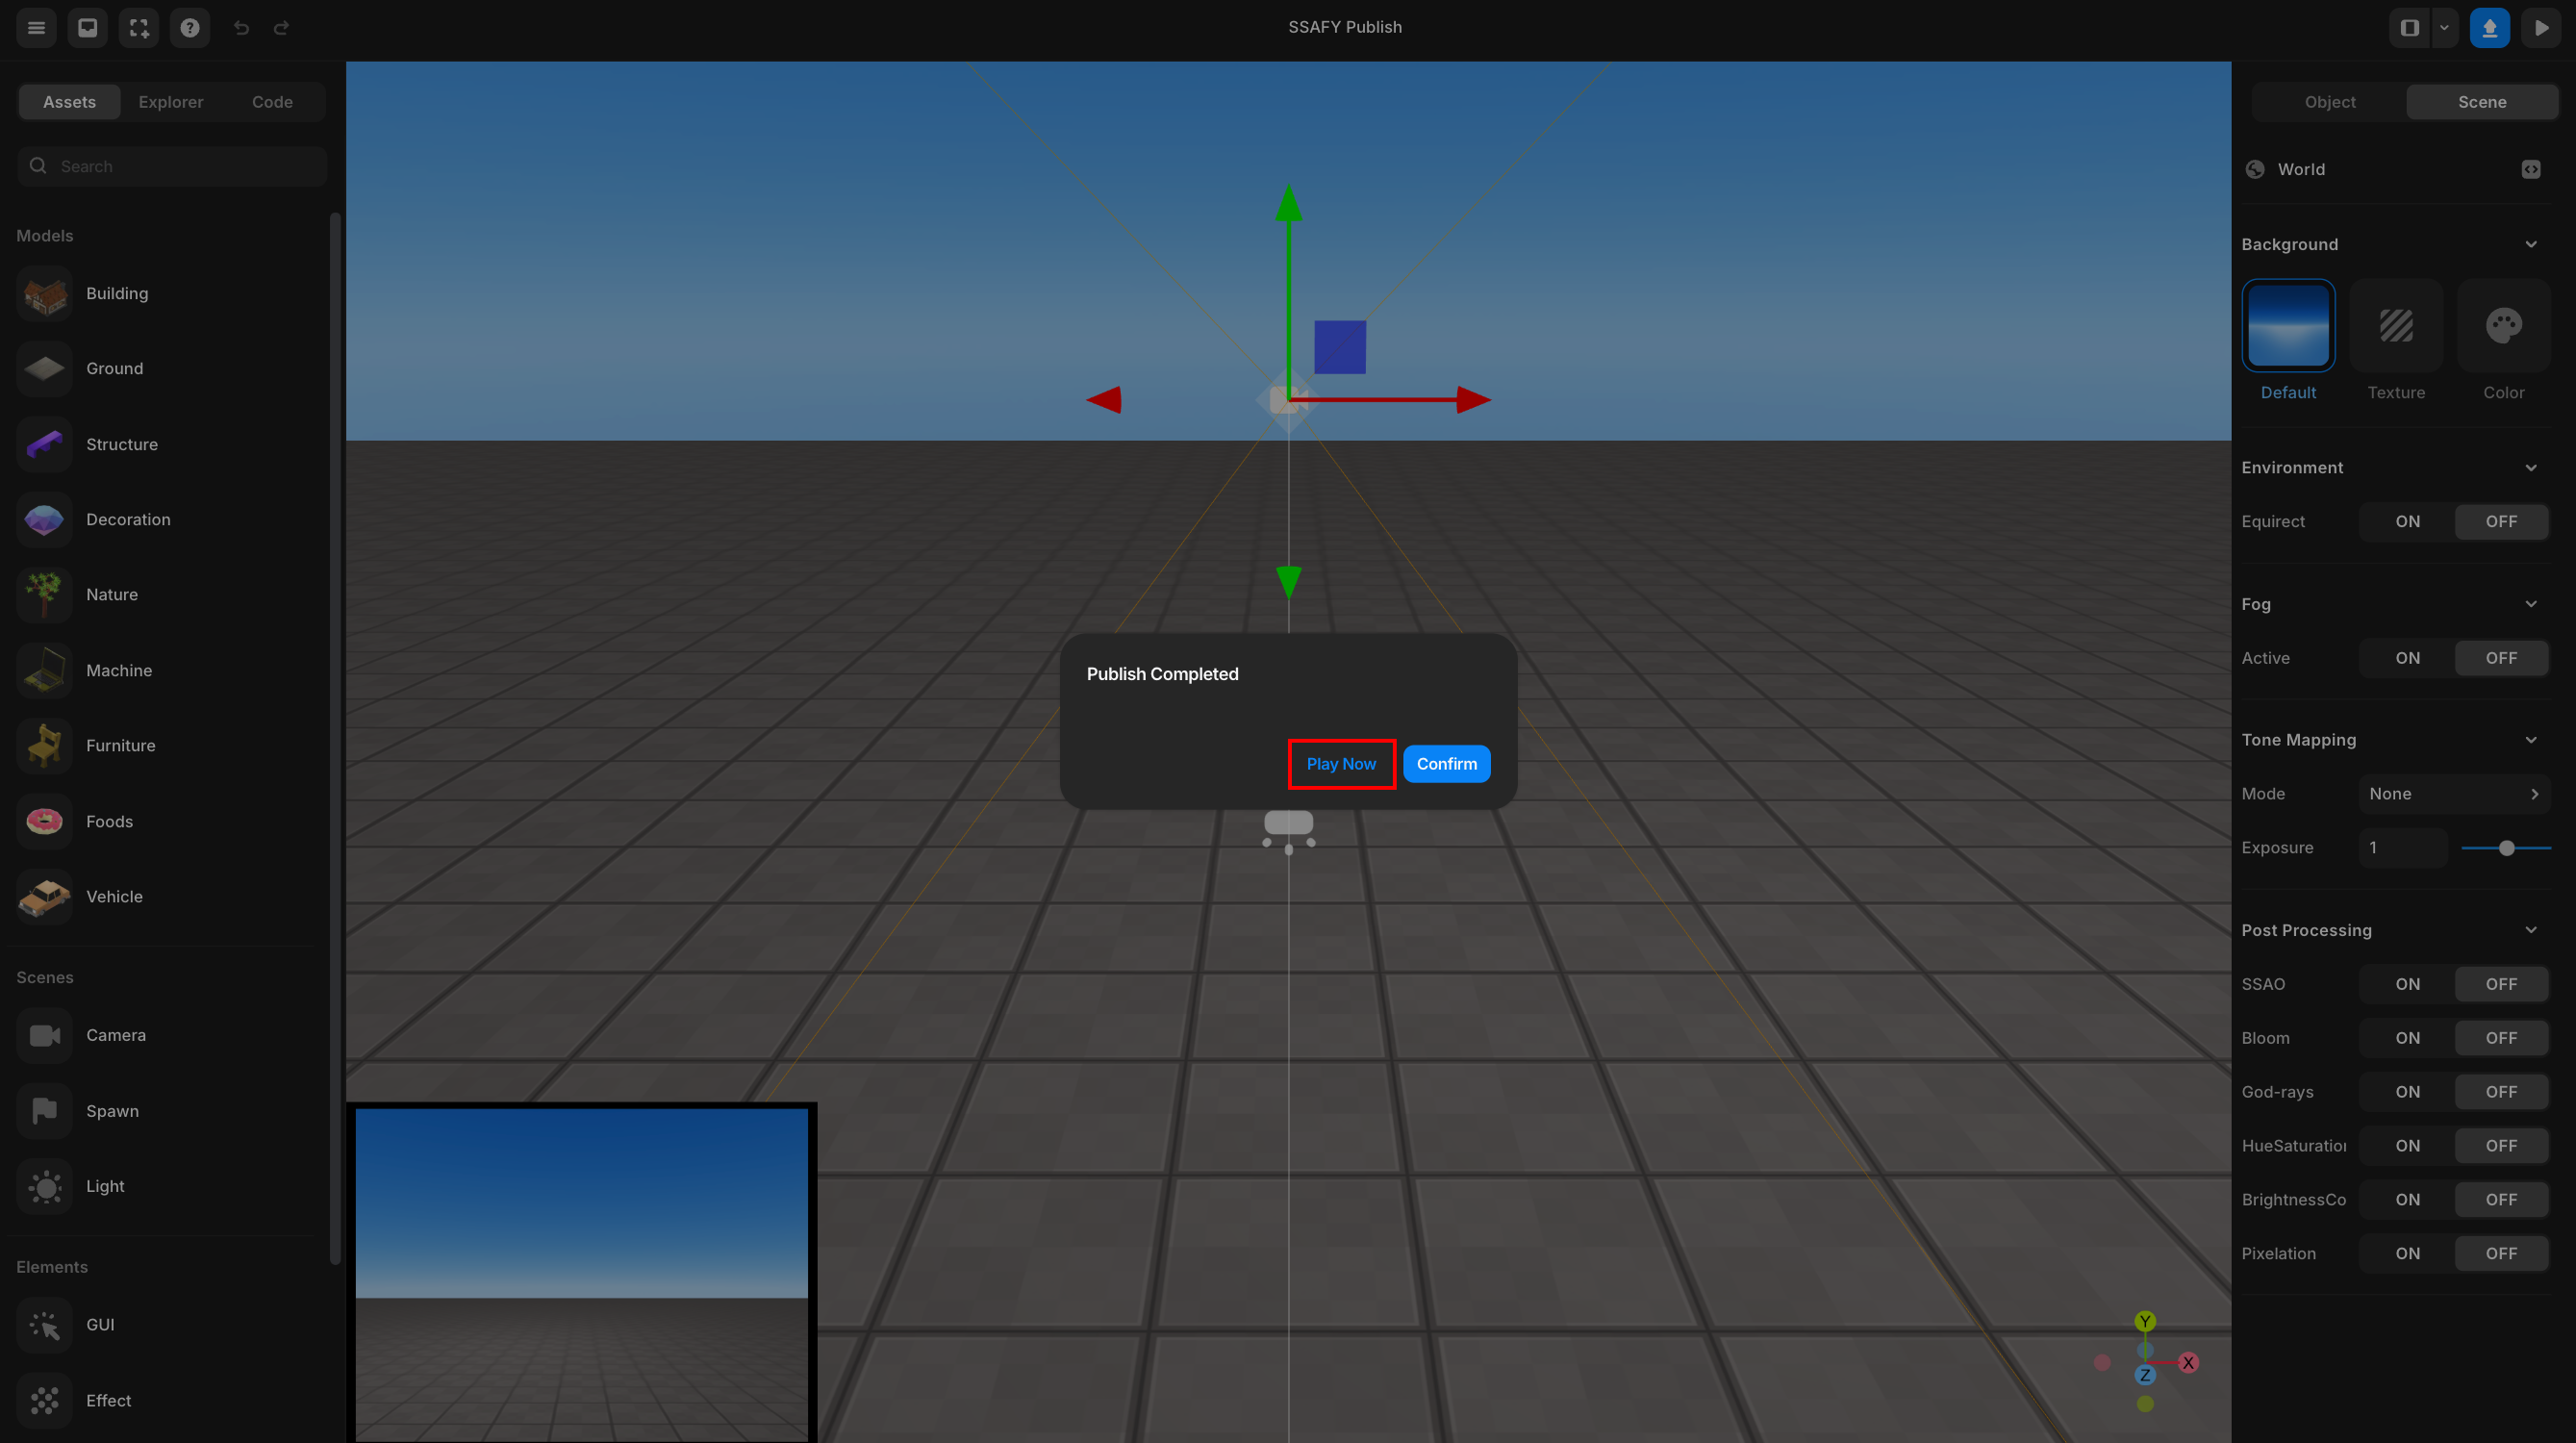 SSAFY Publish
Assets Explorer Code
Search
Models
Building
Ground
Structure
Decoration
Nature
Machine
Furniture
Foods
Vehicle
Scenes
Camera
Spawn
Light
Elements
GUI
Effect
Publish Completed
Play Now Confirm
Y
X
Z
Object Scene
World
Background
Default Texture Color
Environment
Equirect ON OFF
Fog
Active ON OFF
Tone Mapping
Mode None
Exposure 1
Post Processing
SSAO ON OFF
Bloom ON OFF
God-rays ON OFF
HueSaturatio ON OFF
BrightnessCo ON OFF
Pixelation ON OFF